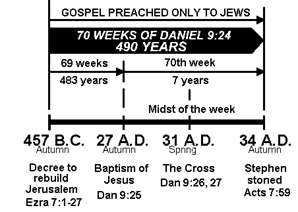 GOSPEL PREACHED ONLY TO JEWS
70 WEEKS OF DANIEL 9:24
490 YEARS
69 weeks 70th week
483 years 7 years
Midst of the week
457 B.C. 27 A.D. 31 A.D. 34 A.D.
Autumn Autumn Spring Autumn
Decree to rebuild Jerusalem Ezra 7:1-27
Baptism of Jesus Dan 9:25
The Cross Dan 9:26, 27
Stephen stoned Acts 7:59